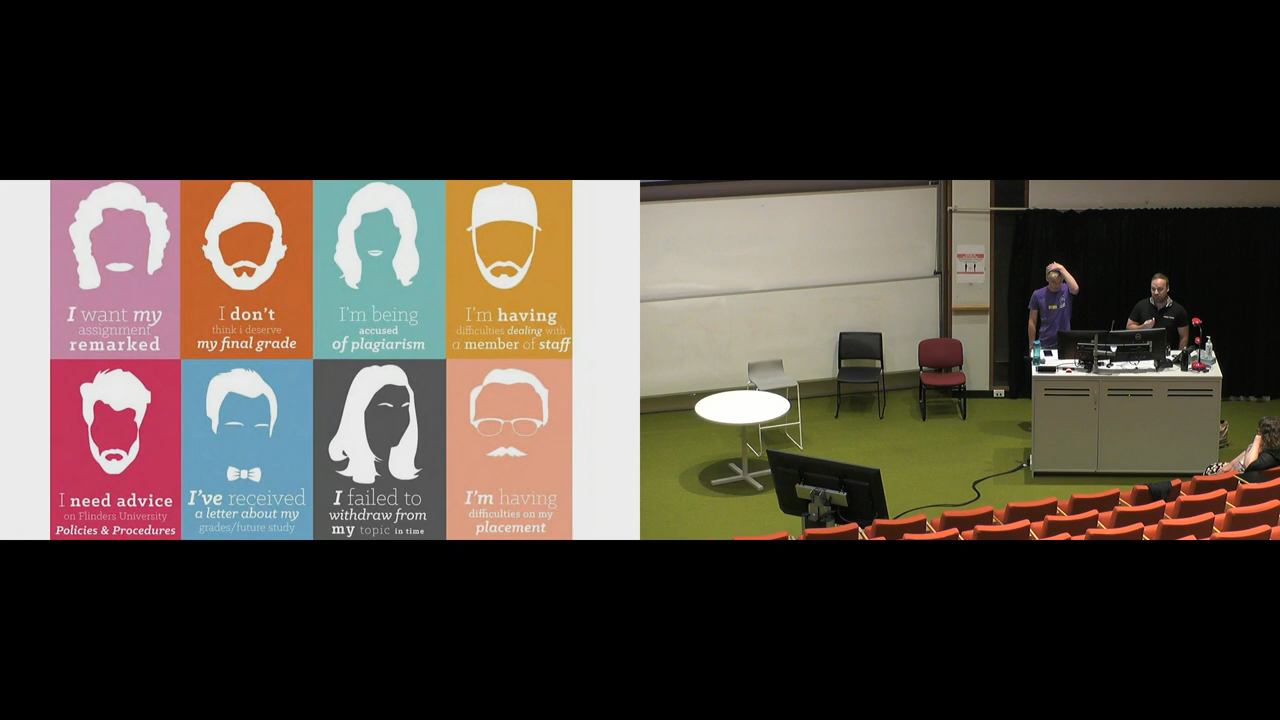 I want my
assignment
remarked
I don't
think i deserve
my final grade
I'm being
accused
of plagiarism
I'm having
difficulties dealing with
a member of staff
I need advice
on Flinders University
Policies & Procedures
I've received
a letter about my
grades/future study
I failed to
withdraw from
my topic in time
I'm having
difficulties on my
placement